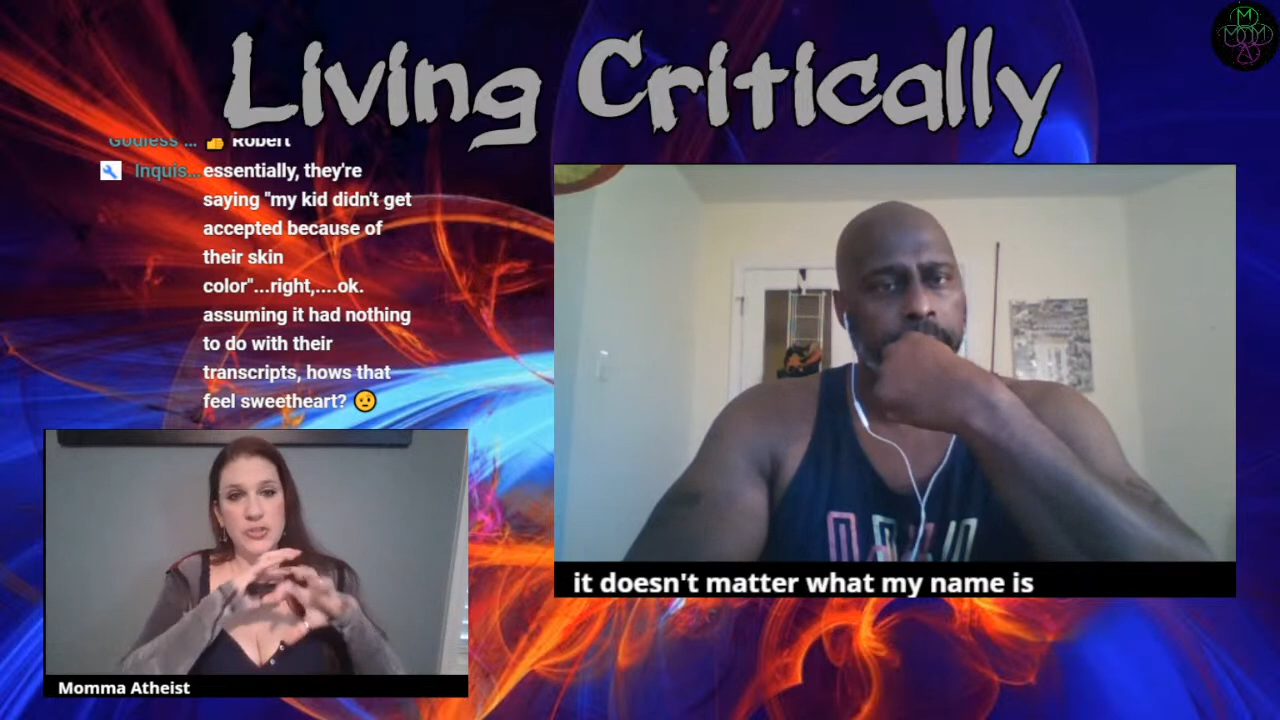 Living Critically
Godless ... 👍 Robert
Inquis... essentially, they're
saying "my kid didn't get
accepted because of
their skin
color"...right,....ok.
assuming it had nothing
to do with their
transcripts, hows that
feel sweetheart? 😐
it doesn't matter what my name is
Momma Atheist